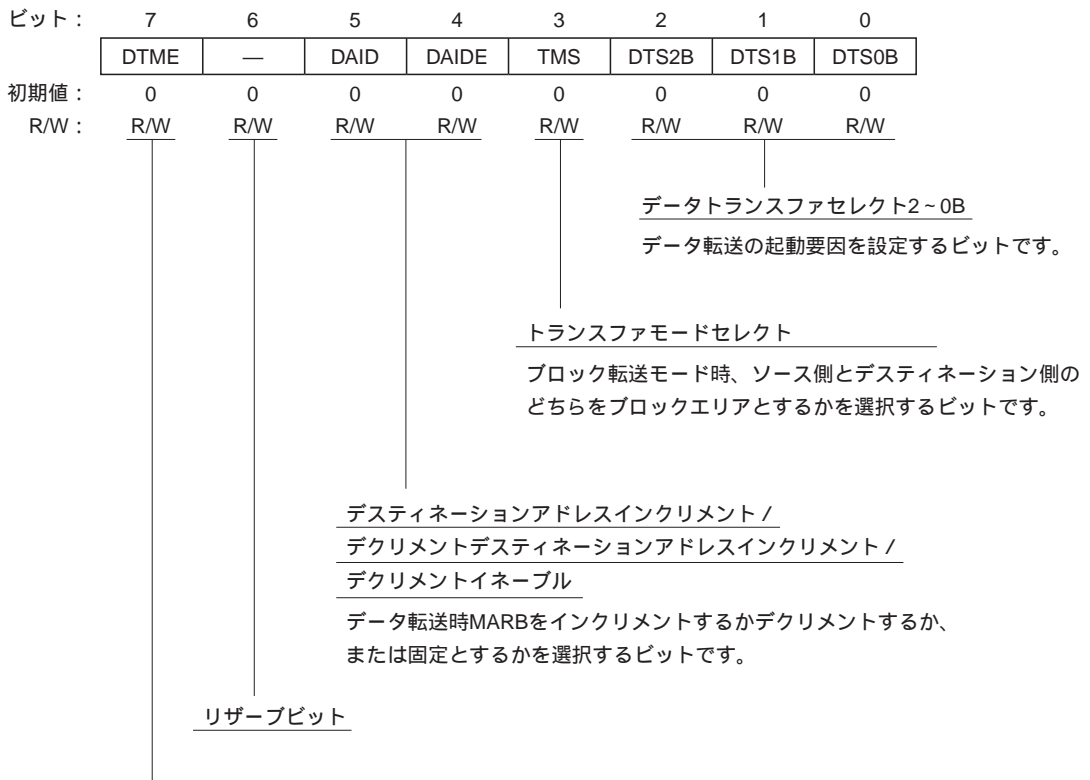 ビット： 7 6 5 4 3 2 1 0
DTME — DAID DAIDE TMS DTS2B DTS1B DTS0B
初期値： 0 0 0 0 0 0 0 0
R/W： R/W R/W R/W R/W R/W R/W R/W R/W
データトランスファセレクト2~0B
データ転送の起動要因を設定するビットです。
トランスファモードセレクト
ブロック転送モード時、ソース側とデスティネーション側の
どちらをブロックエリアとするかを選択するビットです。
デスティネーションアドレスインクリメント/
デクリメントデスティネーションアドレスインクリメント/
デクリメントイネーブル
データ転送時MARBをインクリメントするかデクリメントするか、
または固定とするかを選択するビットです。
リザーブビット